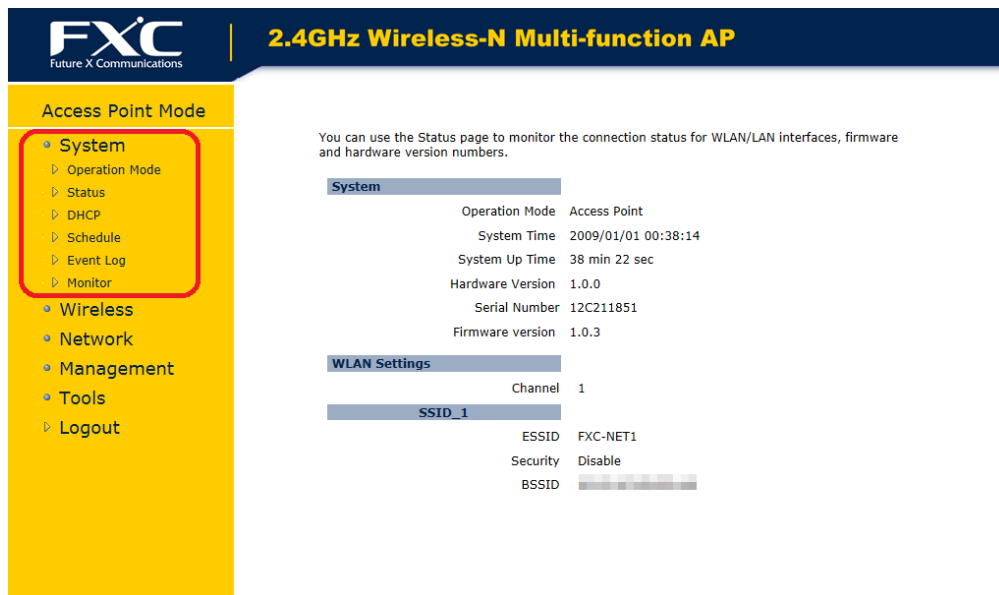 FXC
Future X Communications
2.4GHz Wireless-N Multi-function AP
Access Point Mode
System
Operation Mode
Status
DHCP
Schedule
Event Log
Monitor
Wireless
Network
Management
Tools
Logout
You can use the Status page to monitor the connection status for WLAN/LAN interfaces, firmware
and hardware version numbers.
System
Operation Mode Access Point
System Time 2009/01/01 00:38:14
System Up Time 38 min 22 sec
Hardware Version 1.0.0
Serial Number 12C211851
Firmware version 1.0.3
WLAN Settings
Channel 1
SSID_1
ESSID FXC-NET1
Security Disable
BSSID